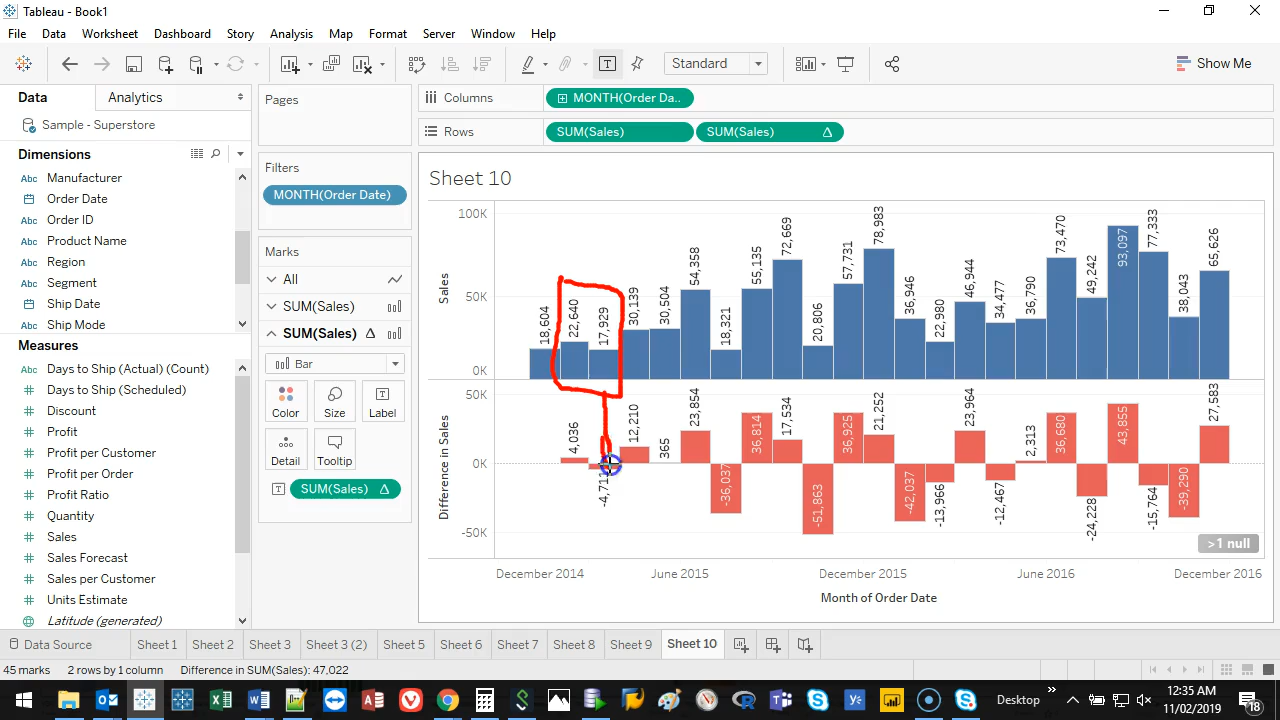 Tableau - Book1
File Data Worksheet Dashboard Story Analysis Map Format Server Window Help
Standard
Show Me
Data Analytics
Sample - Superstore
Dimensions
Abc Manufacturer
Order Date
Abc Order ID
Abc Product Name
Abc Region
Abc Segment
Ship Date
Abc Ship Mode
Measures
Abc Days to Ship (Actual) (Count)
# Days to Ship (Scheduled)
# Discount
# Profit
# Profit per Customer
# Profit per Order
# Profit Ratio
# Quantity
# Sales
# Sales Forecast
# Sales per Customer
# Units Estimate
Latitude (generated)
Pages
Filters
MONTH(Order Date)
Marks
All
SUM(Sales)
SUM(Sales) Δ
Bar
Color Size Label
Detail Tooltip
SUM(Sales) Δ
Columns MONTH(Order Da..
Rows SUM(Sales) SUM(Sales) Δ
Sheet 10
Sales
100K
50K
0K
18,604 22,640 17,929 30,139 30,504 54,358 18,321 55,135 72,669 20,806 57,731 78,983 36,946 22,980 46,944 34,477 36,790 73,470 49,242 93,097 77,333 38,043 65,626
Difference in Sales
50K
0K
-50K
4,036 12,210 365 23,854 -36,037 36,814 17,534 -51,863 36,925 21,252 -42,037 -13,966 23,964 -12,467 2,313 36,680 -24,228 43,855 -15,764 -39,290 27,583
>1 null
December 2014 June 2015 December 2015 June 2016 December 2016
Month of Order Date
Data Source Sheet 1 Sheet 2 Sheet 3 Sheet 3 (2) Sheet 5 Sheet 6 Sheet 7 Sheet 8 Sheet 9 Sheet 10
45 marks 2 rows by 1 column Difference in SUM(Sales): 47,022
Desktop
12:35 AM
11/02/2019
18